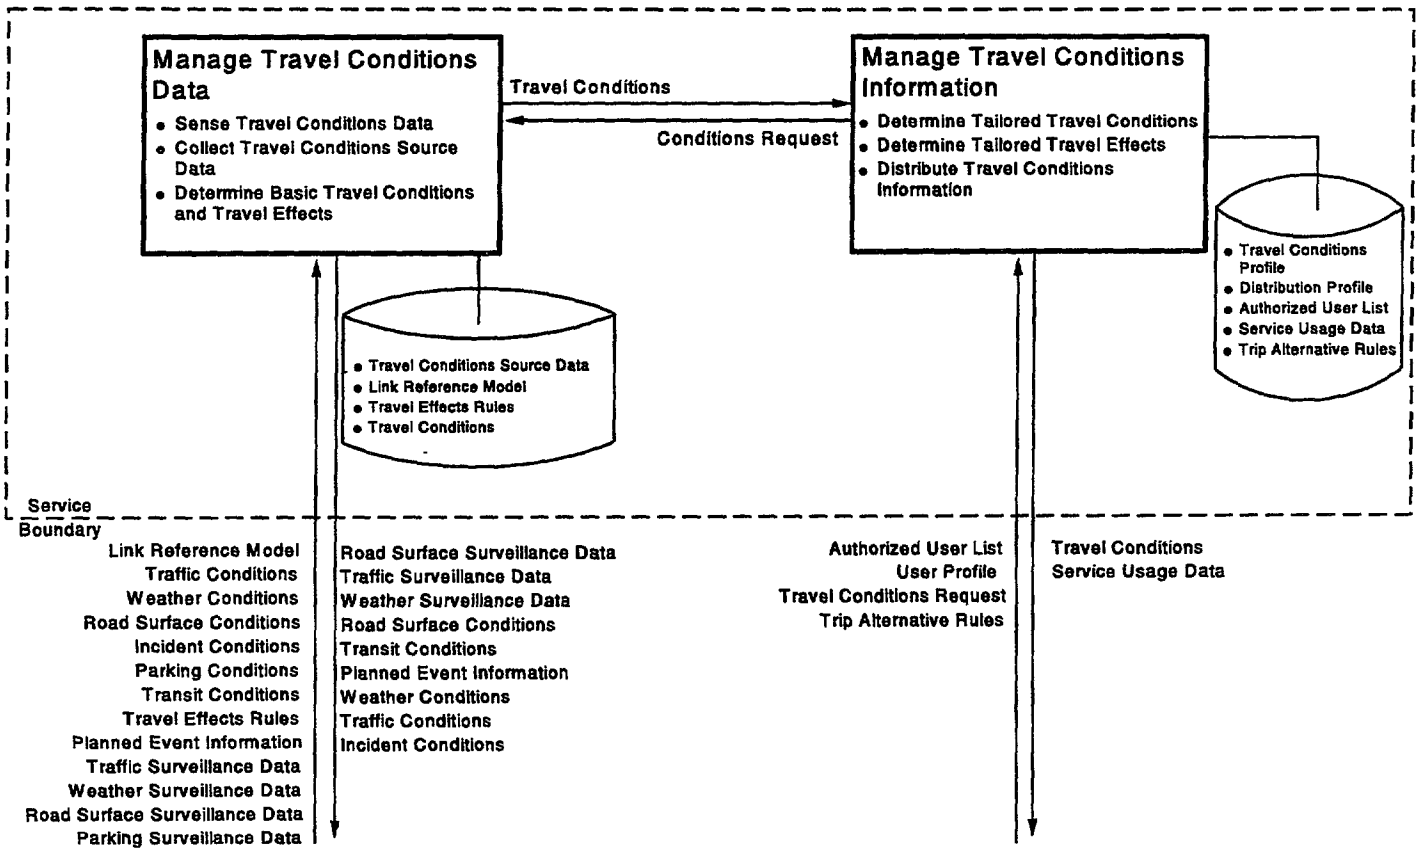 Manage Travel Conditions
Data
• Sense Travel Conditions Data
• Collect Travel Conditions Source
Data
• Determine Basic Travel Conditions
and Travel Effects
Travel Conditions
Conditions Request
Manage Travel Conditions
Information
• Determine Tailored Travel Conditions
• Determine Tailored Travel Effects
• Distribute Travel Conditions
Information
• Travel Conditions
Profile
• Distribution Profile
• Authorized User List
• Service Usage Data
• Trip Alternative Rules
• Travel Conditions Source Data
• Link Reference Model
• Travel Effects Rules
• Travel Conditions
Service
Boundary
Link Reference Model
Traffic Conditions
Weather Conditions
Road Surface Conditions
Incident Conditions
Parking Conditions
Transit Conditions
Travel Effects Rules
Planned Event Information
Traffic Surveillance Data
Weather Surveillance Data
Road Surface Surveillance Data
Parking Surveillance Data
Road Surface Surveillance Data
Traffic Surveillance Data
Weather Surveillance Data
Road Surface Conditions
Transit Conditions
Planned Event Information
Weather Conditions
Traffic Conditions
Incident Conditions
Authorized User List
User Profile
Travel Conditions Request
Trip Alternative Rules
Travel Conditions
Service Usage Data